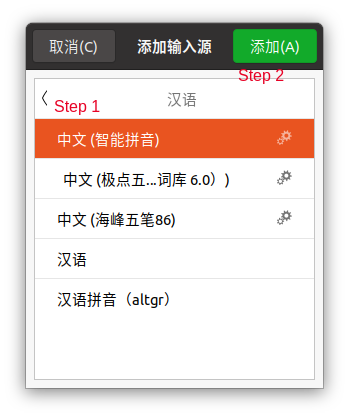 取消(C) 添加输入源 添加(A)
Step 2
Step 1 汉语
中文 (智能拼音)
中文 (极点五...词库 6.0））
中文 (海峰五笔86)
汉语
汉语拼音（altgr）